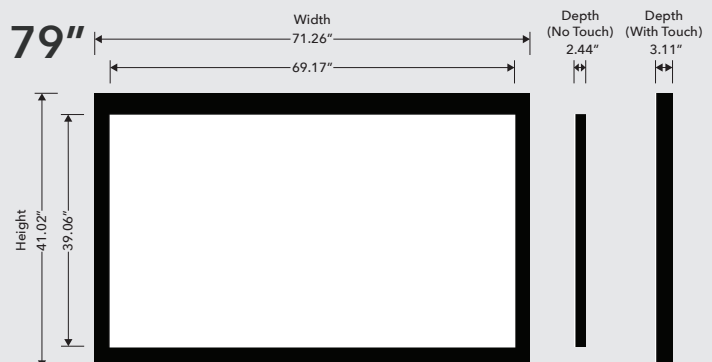 79”
Width
71.26”
69.17”
Depth
(No Touch)
2.44”
Depth
(With Touch)
3.11”
Height
41.02”
39.06”